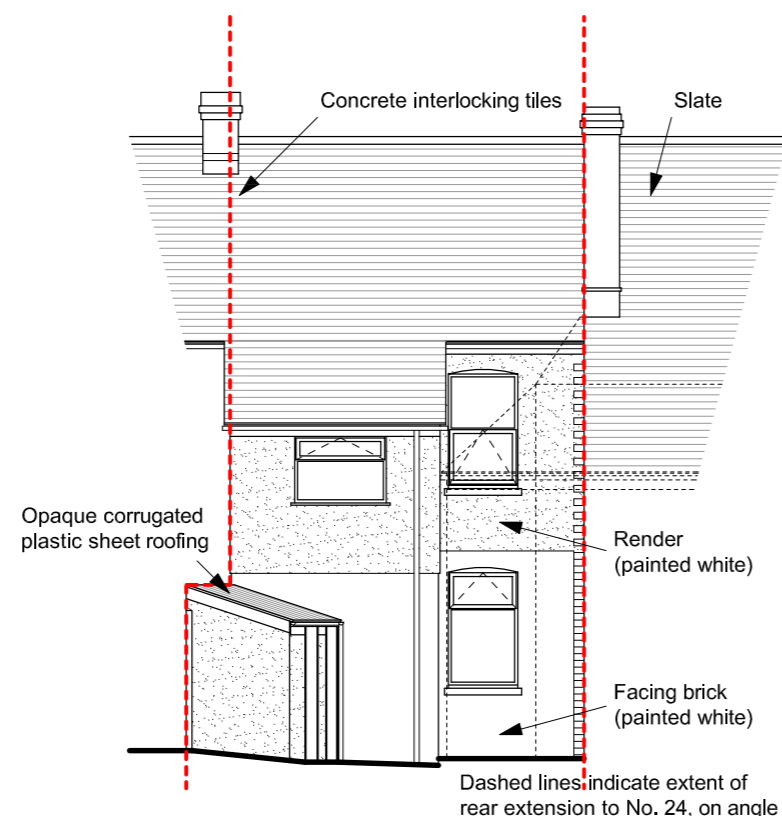 Concrete interlocking tiles
Slate
Opaque corrugated
plastic sheet roofing
Render
(painted white)
Facing brick
(painted white)
Dashed lines indicate extent of
rear extension to No. 24, on angle